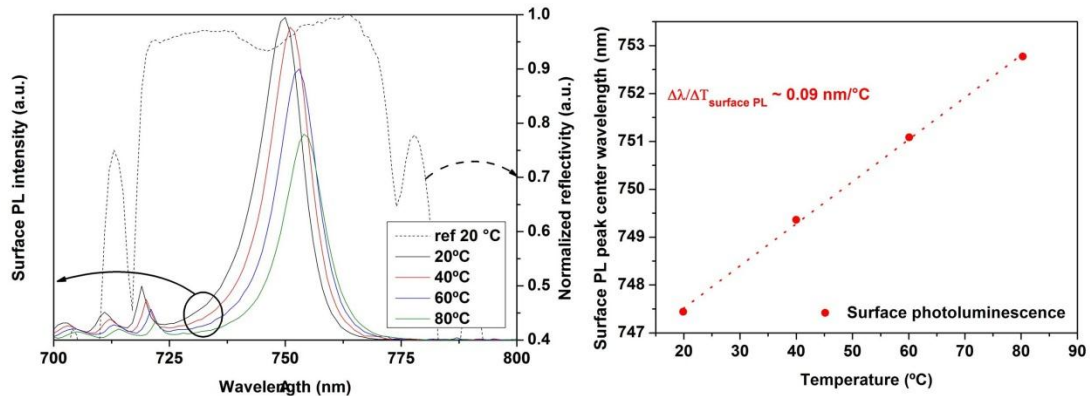 Surface PL intensity (a.u.)
1.0
0.9
0.8
0.7
0.6
0.5
0.4
Normalized reflectivity (a.u.)
ref 20 °C
20ºC
40ºC
60ºC
80ºC
700
725
750
775
800
Wavelength (nm)
A
Surface PL peak center wavelength (nm)
753
752
751
750
749
748
747
Δλ/ΔT surface PL ~ 0.09 nm/°C
Surface photoluminescence
20
30
40
50
60
70
80
90
Temperature (ºC)